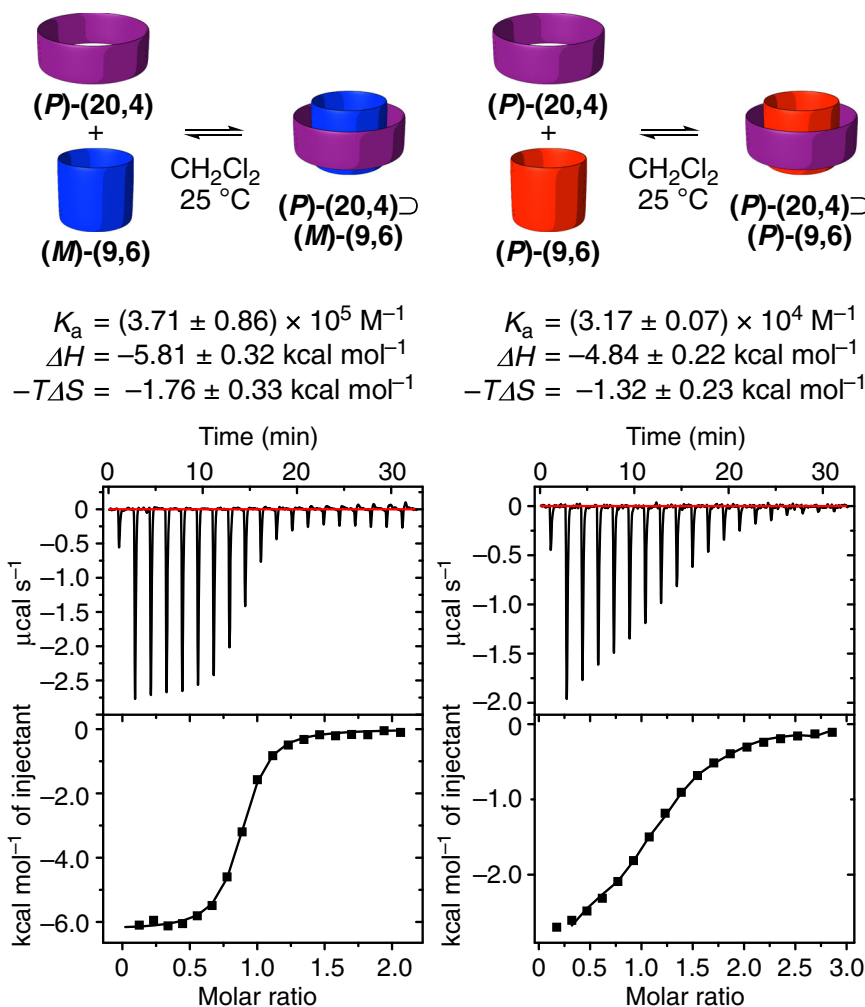 (P)-(20,4)
+
(M)-(9,6)
CH₂Cl₂
25 °C
(P)-(20,4)⊃
(M)-(9,6)
(P)-(20,4)
+
(P)-(9,6)
CH₂Cl₂
25 °C
(P)-(20,4)⊃
(P)-(9,6)
Kₐ = (3.71 ± 0.86) × 10⁵ M⁻¹
ΔH = −5.81 ± 0.32 kcal mol⁻¹
−TΔS = −1.76 ± 0.33 kcal mol⁻¹
Kₐ = (3.17 ± 0.07) × 10⁴ M⁻¹
ΔH = −4.84 ± 0.22 kcal mol⁻¹
−TΔS = −1.32 ± 0.23 kcal mol⁻¹
Time (min)
0 10 20 30
0
−0.5
−1.0
−1.5
−2.0
−2.5
μcal s⁻¹
0
−2.0
−4.0
−6.0
kcal mol⁻¹ of injectant
0 0.5 1.0 1.5 2.0
Molar ratio
Time (min)
0 10 20 30
0
−0.5
−1.0
−1.5
−2.0
μcal s⁻¹
0
−1.0
−2.0
kcal mol⁻¹ of injectant
0 0.5 1.0 1.5 2.0 2.5 3.0
Molar ratio